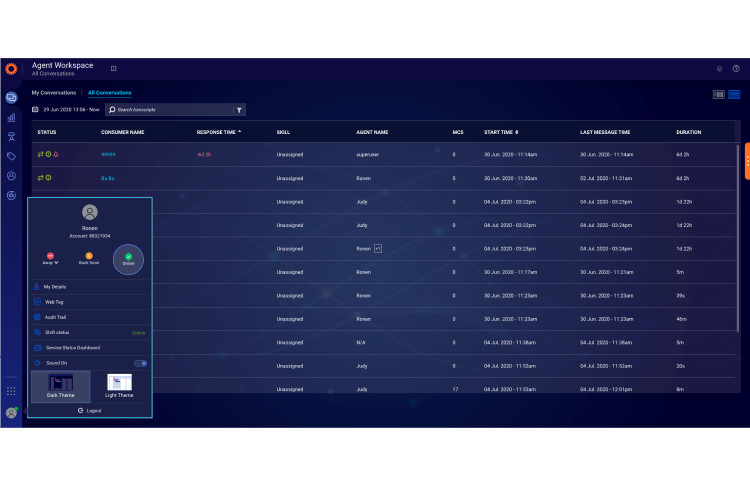 Agent Workspace
All Conversations
My Conversations All Conversations
29 Jun 2020 13:06 - Now Search transcripts
STATUS CONSUMER NAME RESPONSE TIME SKILL AGENT NAME MCS START TIME LAST MESSAGE TIME DURATION
99999 -6d 2h Unassigned superuser 0 30 Jun. 2020 - 11:14am 30 Jun. 2020 - 11:14am 6d 2h
Bo Bo Unassigned Ronen 0 30 Jun. 2020 - 11:20am 02 Jul. 2020 - 11:31am 6d 2h
Unassigned Judy 0 04 Jul. 2020 - 03:22pm 04 Jul. 2020 - 03:23pm 1d 22h
Unassigned Judy 0 04 Jul. 2020 - 03:22pm 04 Jul. 2020 - 03:24pm 1d 22h
Unassigned Ronen +1 0 04 Jul. 2020 - 03:23pm 04 Jul. 2020 - 03:24pm 1d 22h
Unassigned Ronen 0 30 Jun. 2020 - 11:17am 30 Jun. 2020 - 11:21am 5m
Unassigned Ronen 0 30 Jun. 2020 - 11:23am 30 Jun. 2020 - 11:23am 39s
Unassigned Ronen 0 30 Jun. 2020 - 11:23am 30 Jun. 2020 - 11:23am 46m
Unassigned N/A 0 04 Jul. 2020 - 11:38am 04 Jul. 2020 - 11:38am 5m
Unassigned Judy 0 04 Jul. 2020 - 11:52am 04 Jul. 2020 - 11:52am 20s
Unassigned Judy 17 04 Jul. 2020 - 11:53am 04 Jul. 2020 - 12:01pm 8m
Ronen
Account: 86321934
Away Back Soon Online
My Details
Web Tag
Audit Trail
Shift status Online
Service Status Dashboard
Sound On
Dark Theme Light Theme
Logout